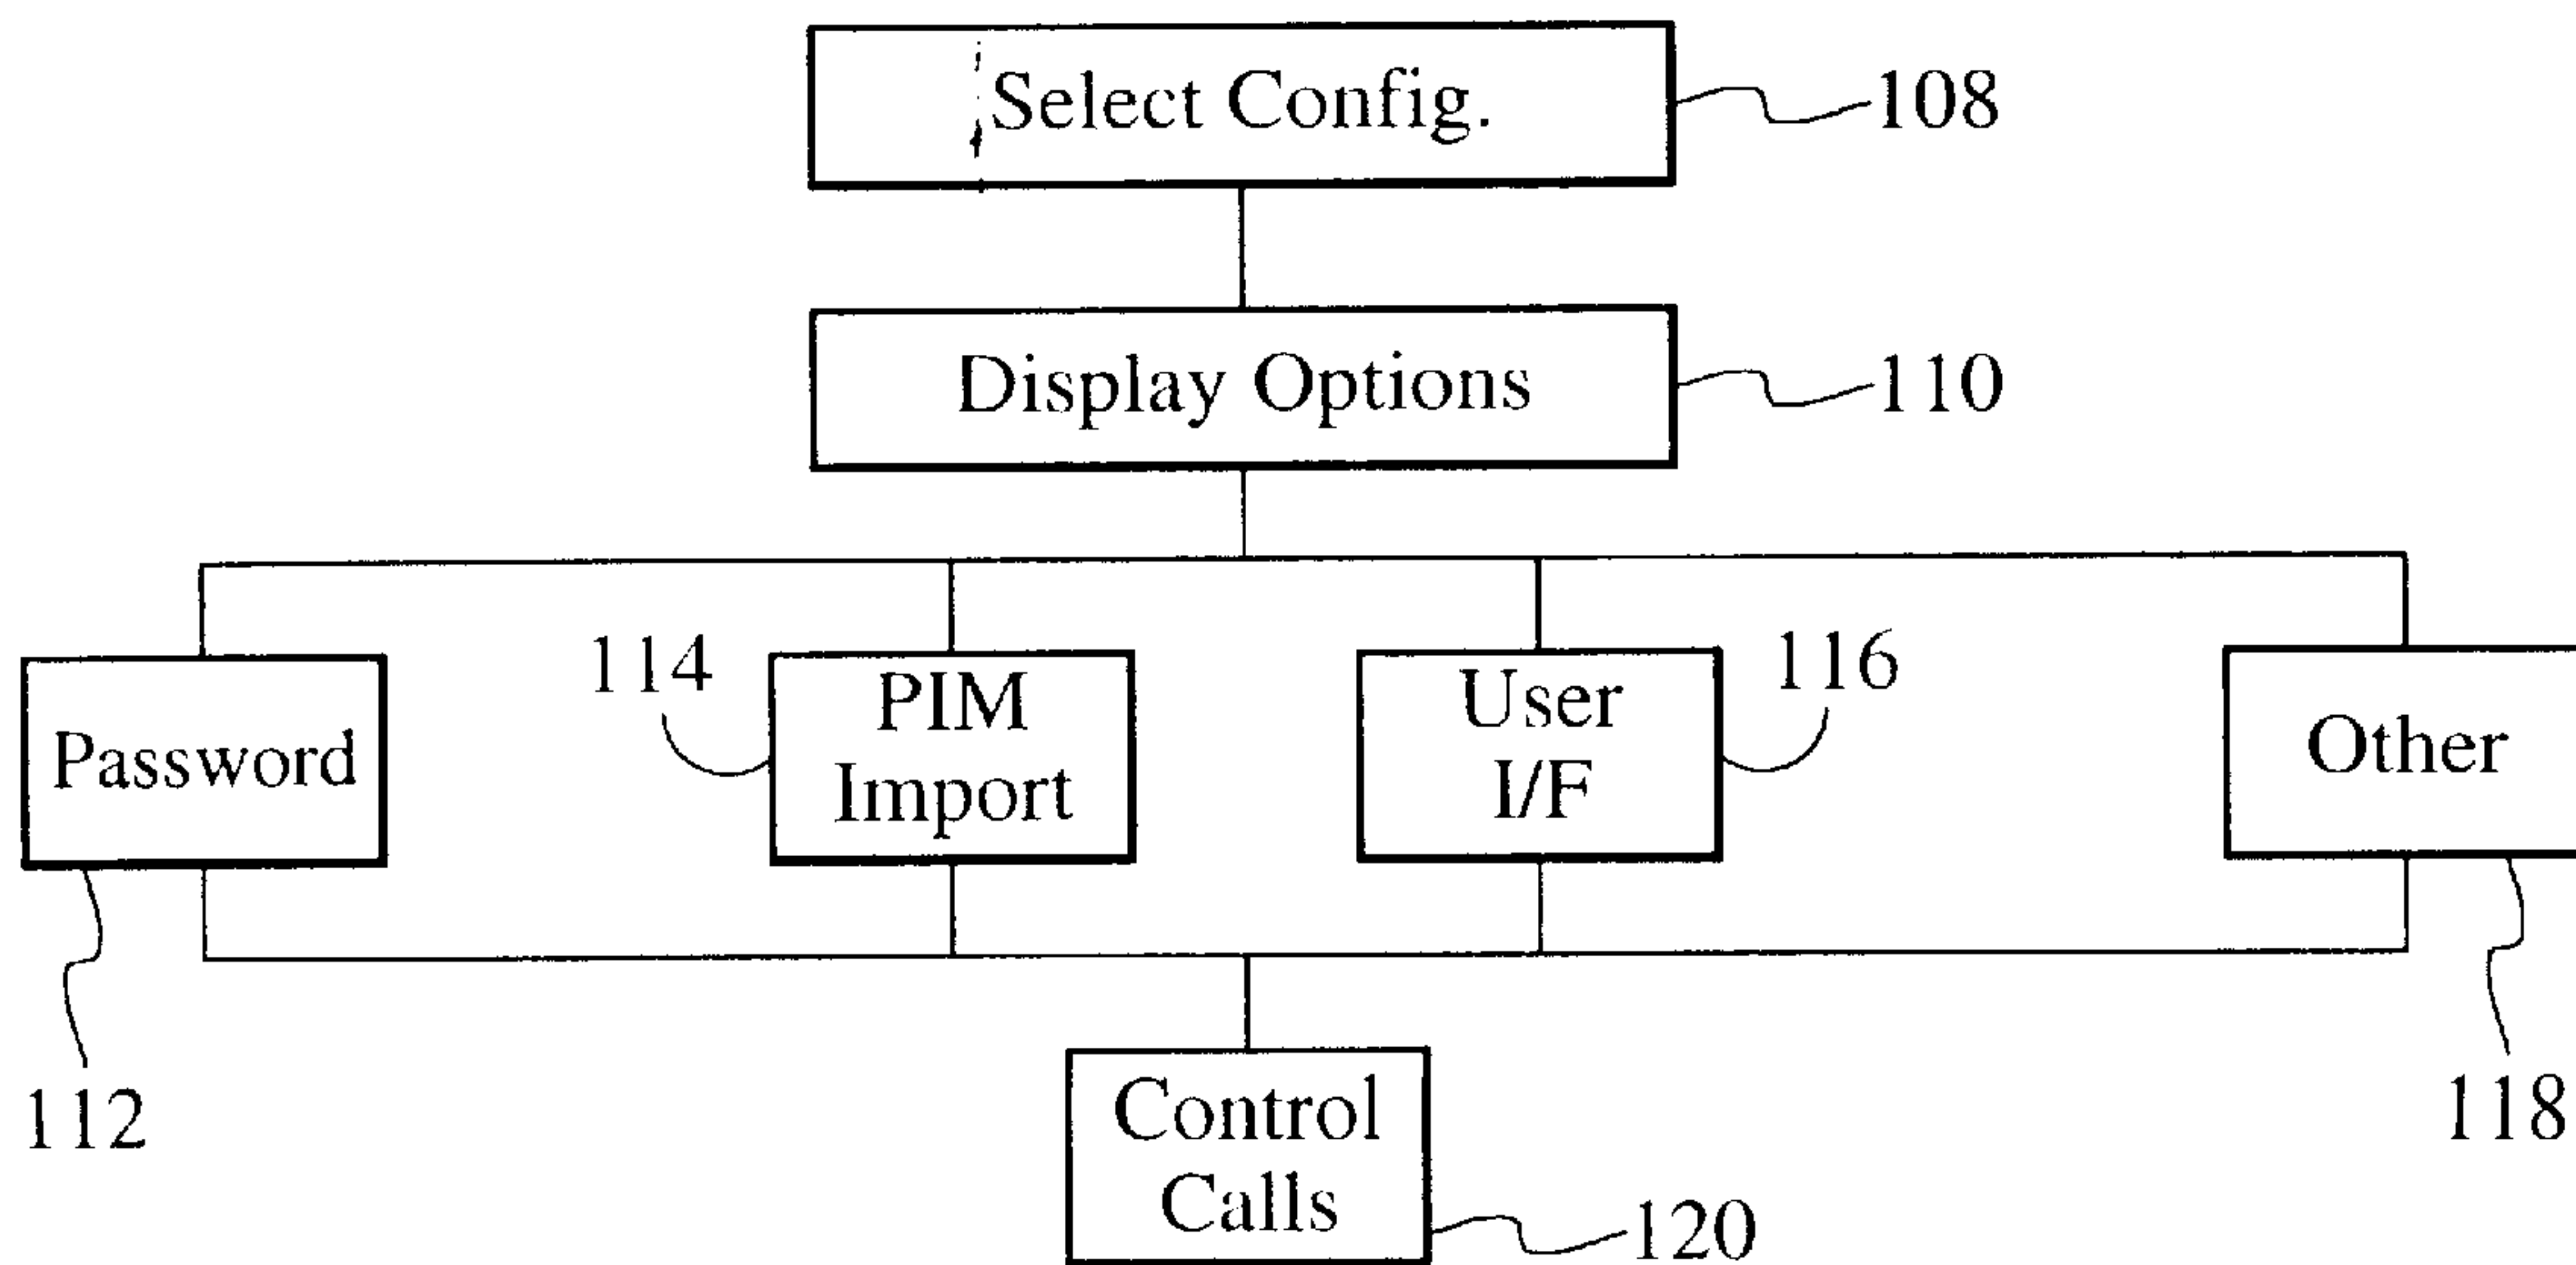 Select Config.
108
Display Options
110
114
PIM
Import
User
I/F
116
Password
Other
112
118
Control
Calls
120